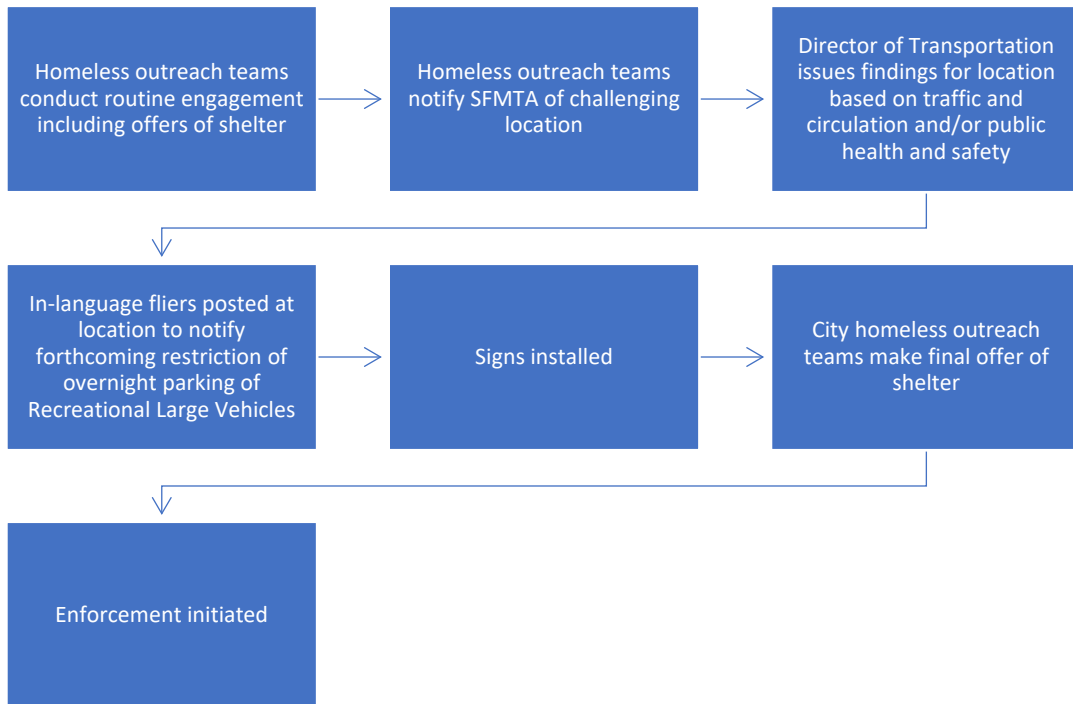 Homeless outreach teams
conduct routine engagement
including offers of shelter
Homeless outreach teams
notify SFMTA of challenging
location
Director of Transportation
issues findings for location
based on traffic and
circulation and/or public
health and safety
In-language fliers posted at
location to notify
forthcoming restriction of
overnight parking of
Recreational Large Vehicles
Signs installed
City homeless outreach
teams make final offer of
shelter
Enforcement initiated